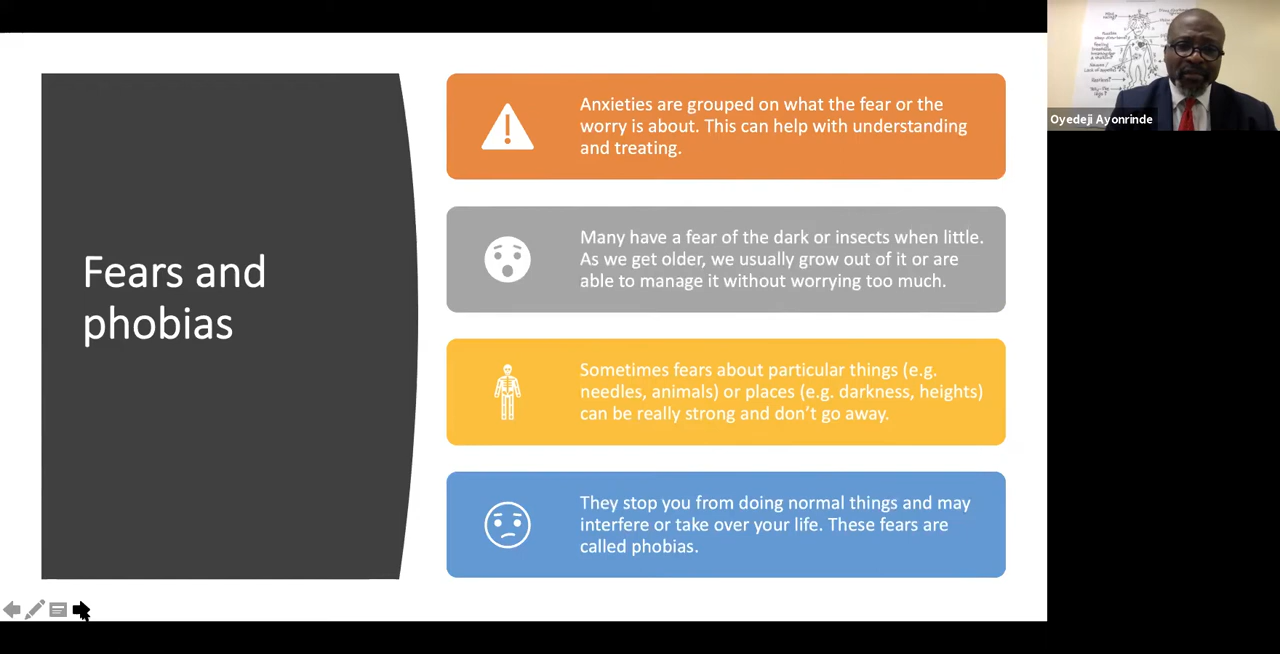 Fears and
phobias
Anxieties are grouped on what the fear or the
worry is about. This can help with understanding
and treating.
Many have a fear of the dark or insects when little.
As we get older, we usually grow out of it or are
able to manage it without worrying too much.
Sometimes fears about particular things (e.g.
needles, animals) or places (e.g. darkness, heights)
can be really strong and don’t go away.
They stop you from doing normal things and may
interfere or take over your life. These fears are
called phobias.
Oyedeji Ayonrinde